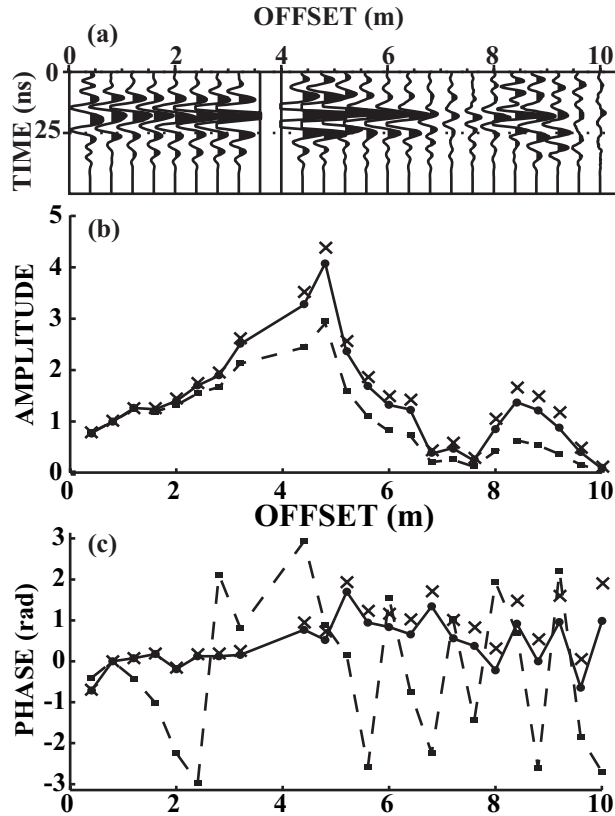 OFFSET (m)
(a)
0 2 4 6 8 10
0
25
TIME (ns)
(b)
5
4
3
2
1
0
AMPLITUDE
0 2 4 6 8 10
OFFSET (m)
(c)
3
2
1
0
-1
-2
-3
PHASE (rad)
0 2 4 6 8 10